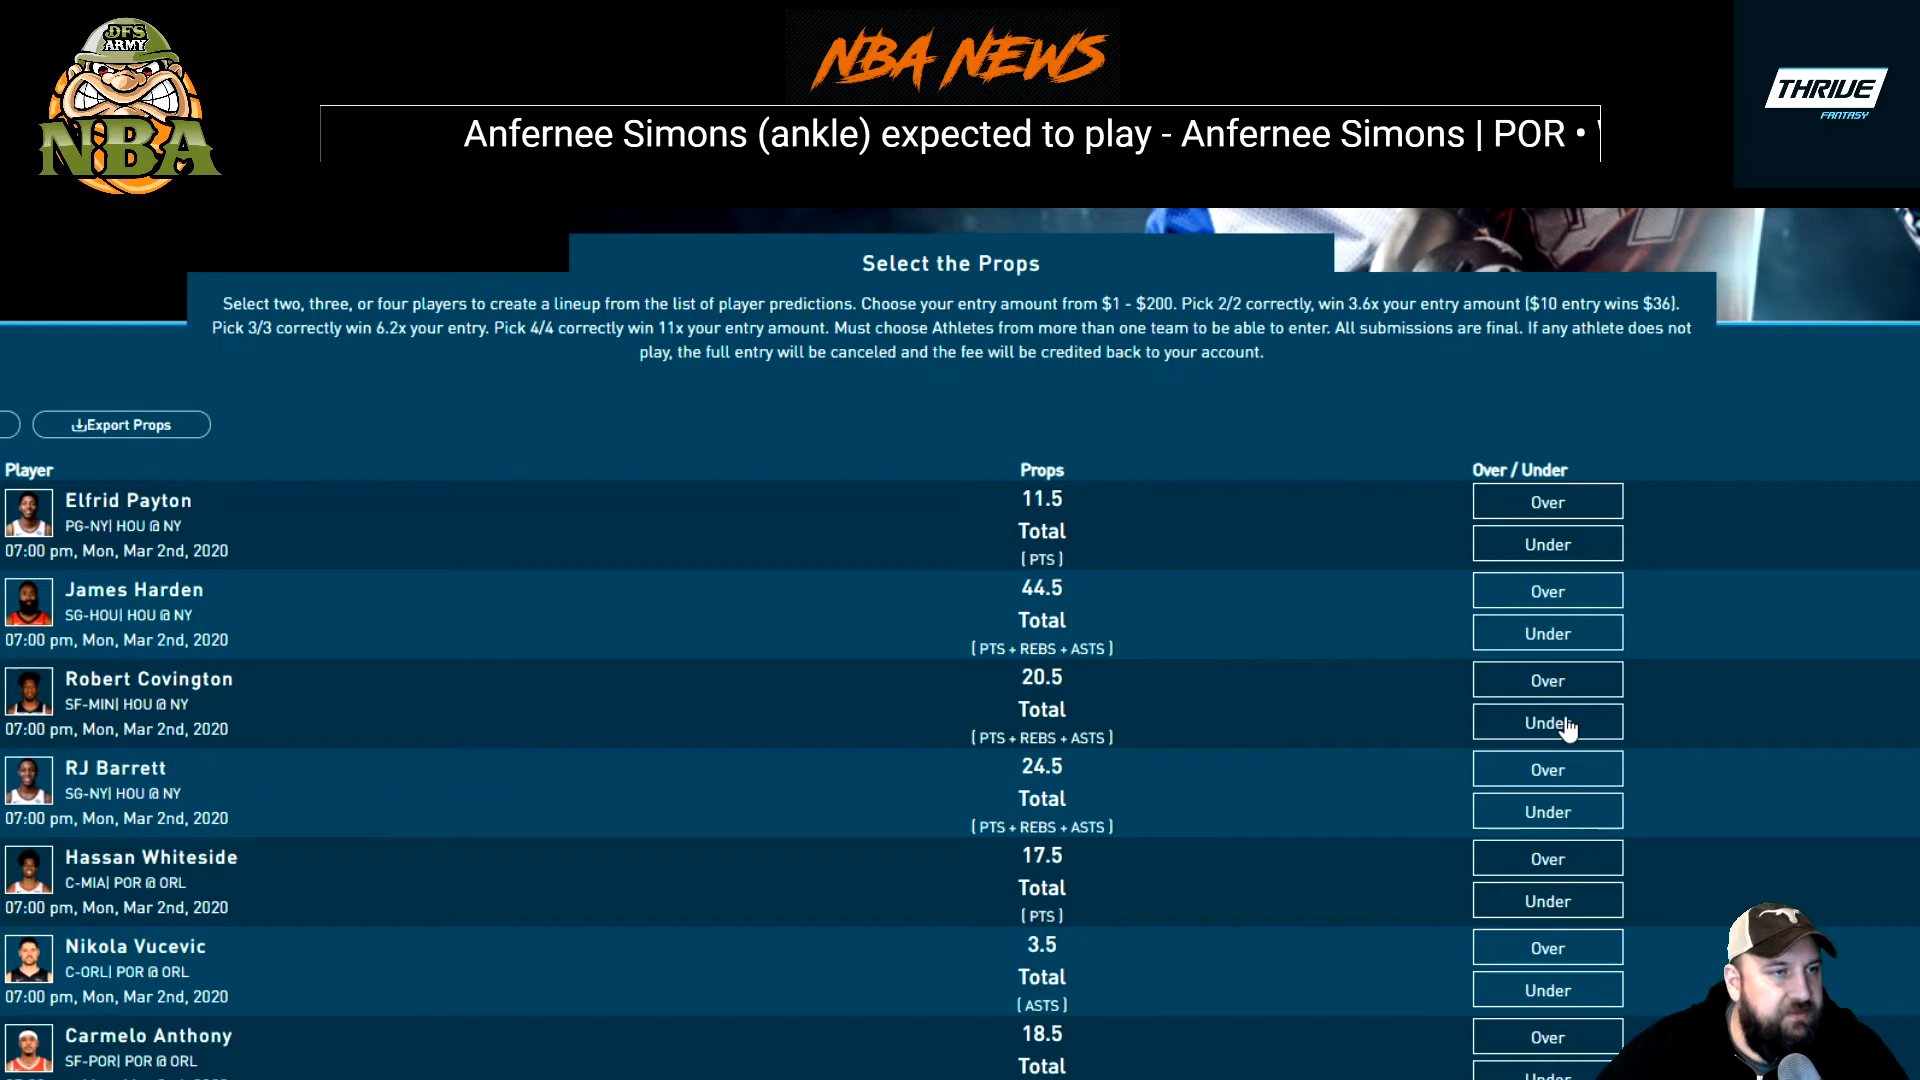 DFS
ARMY
NBA
NBA NEWS
THRIVE
FANTASY
Anfernee Simons (ankle) expected to play - Anfernee Simons | POR •
Select the Props
Select two, three, or four players to create a lineup from the list of player predictions. Choose your entry amount from $1 - $200. Pick 2/2 correctly, win 3.6x your entry amount ($10 entry wins $36).
Pick 3/3 correctly win 6.2x your entry. Pick 4/4 correctly win 11x your entry amount. Must choose Athletes from more than one team to be able to enter. All submissions are final. If any athlete does not
play, the full entry will be canceled and the fee will be credited back to your account.
Export Props
Player Props Over / Under
Elfrid Payton
PG-NY| HOU @ NY
07:00 pm, Mon, Mar 2nd, 2020
11.5
Total
( PTS )
Over
Under
James Harden
SG-HOU| HOU @ NY
07:00 pm, Mon, Mar 2nd, 2020
44.5
Total
( PTS + REBS + ASTS )
Over
Under
Robert Covington
SF-MIN| HOU @ NY
07:00 pm, Mon, Mar 2nd, 2020
20.5
Total
( PTS + REBS + ASTS )
Over
Under
RJ Barrett
SG-NY| HOU @ NY
07:00 pm, Mon, Mar 2nd, 2020
24.5
Total
( PTS + REBS + ASTS )
Over
Under
Hassan Whiteside
C-MIA| POR @ ORL
07:00 pm, Mon, Mar 2nd, 2020
17.5
Total
( PTS )
Over
Under
Nikola Vucevic
C-ORL| POR @ ORL
07:00 pm, Mon, Mar 2nd, 2020
3.5
Total
( ASTS )
Over
Under
Carmelo Anthony
SF-POR| POR @ ORL
18.5
Total
Over
Under